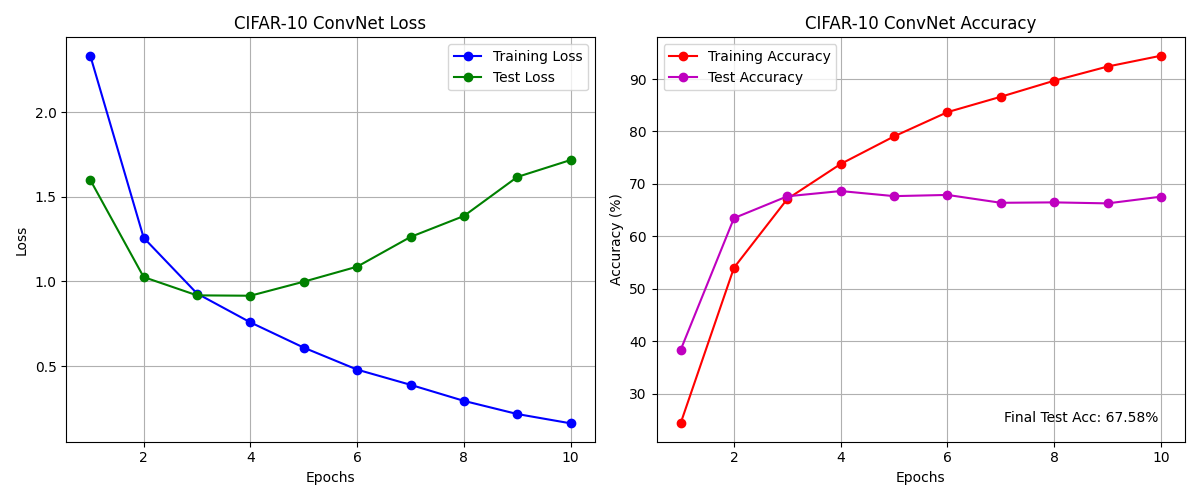 CIFAR-10 ConvNet Loss
Training Loss
Test Loss
2.0
1.5
1.0
0.5
Loss
2
4
6
8
10
Epochs
CIFAR-10 ConvNet Accuracy
Training Accuracy
Test Accuracy
90
80
70
60
50
40
30
Accuracy (%)
Final Test Acc: 67.58%
2
4
6
8
10
Epochs